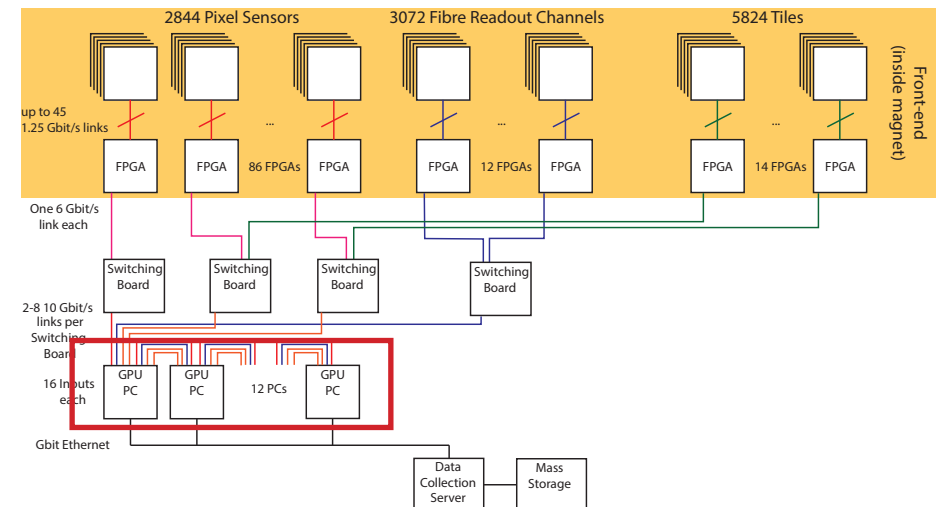 2844 Pixel Sensors
3072 Fibre Readout Channels
5824 Tiles
Front-end
(inside magnet)
up to 45
1.25 Gbit/s links
...
...
...
FPGA
FPGA
86 FPGAs
FPGA
FPGA
12 FPGAs
FPGA
FPGA
14 FPGAs
FPGA
One 6 Gbit/s
link each
Switching
Board
Switching
Board
Switching
Board
Switching
Board
2-8 10 Gbit/s
links per
Switching
Board
16 Inputs
each
GPU
PC
GPU
PC
12 PCs
GPU
PC
Gbit Ethernet
Data
Collection
Server
Mass
Storage